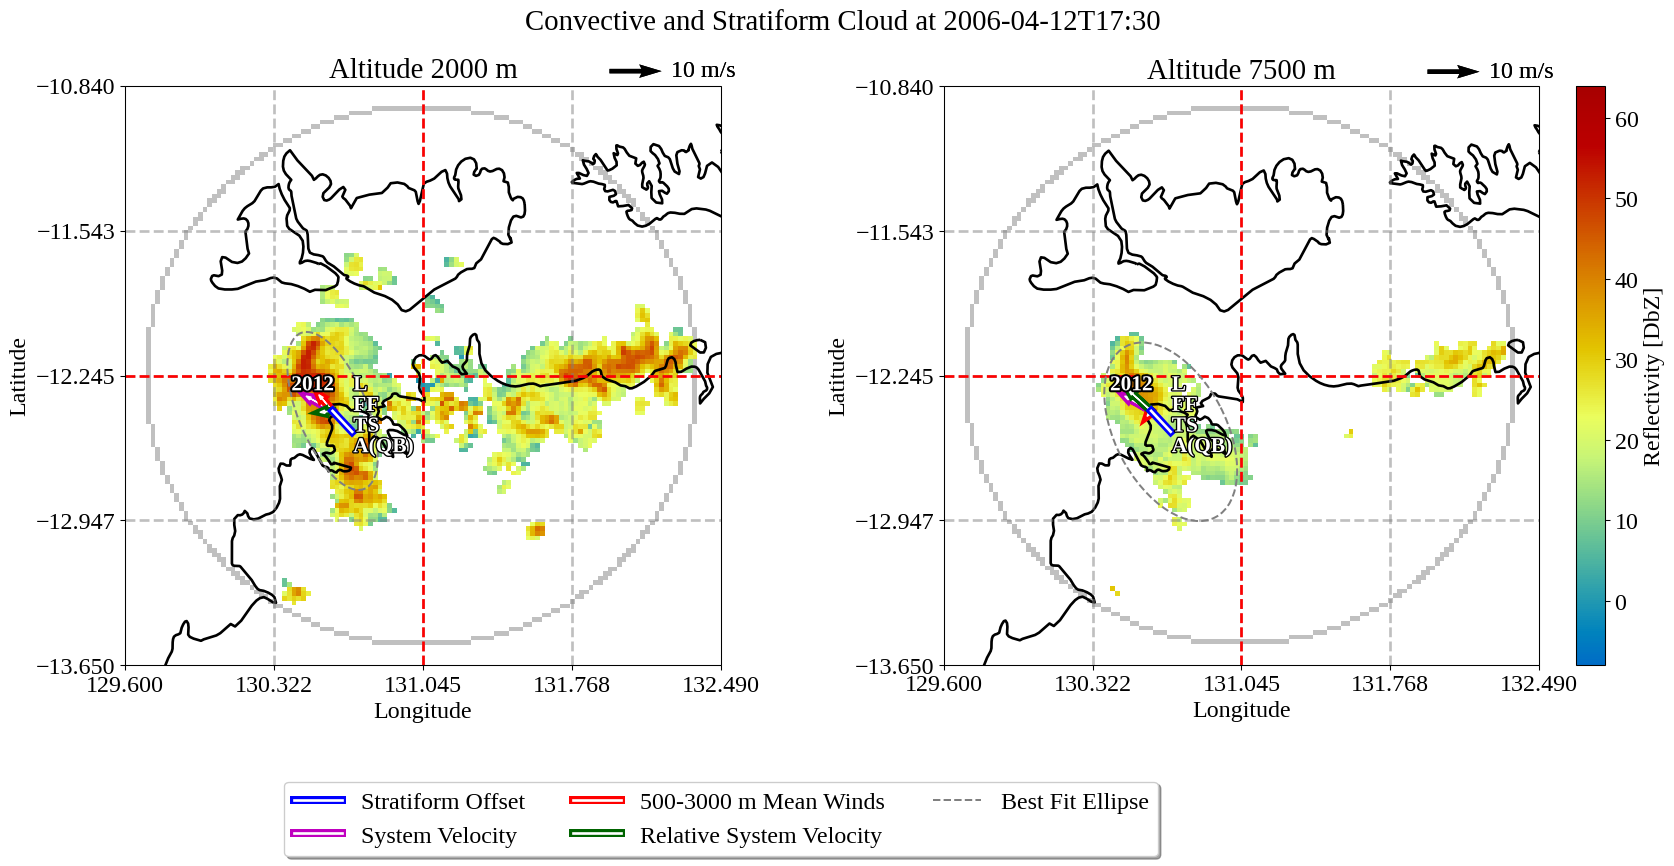 Convective and Stratiform Cloud at 2006-04-12T17:30
Altitude 2000 m
10 m/s
−10.840
−11.543
−12.245
−12.947
−13.650
Latitude
129.600
130.322
131.045
131.768
132.490
Longitude
2012
L
FF
TS
A(QB)
Altitude 7500 m
10 m/s
−10.840
−11.543
−12.245
−12.947
−13.650
Latitude
129.600
130.322
131.045
131.768
132.490
Longitude
2012
L
FF
TS
A(QB)
60
50
40
30
20
10
0
Reflectivity [DbZ]
Stratiform Offset
System Velocity
500-3000 m Mean Winds
Relative System Velocity
Best Fit Ellipse